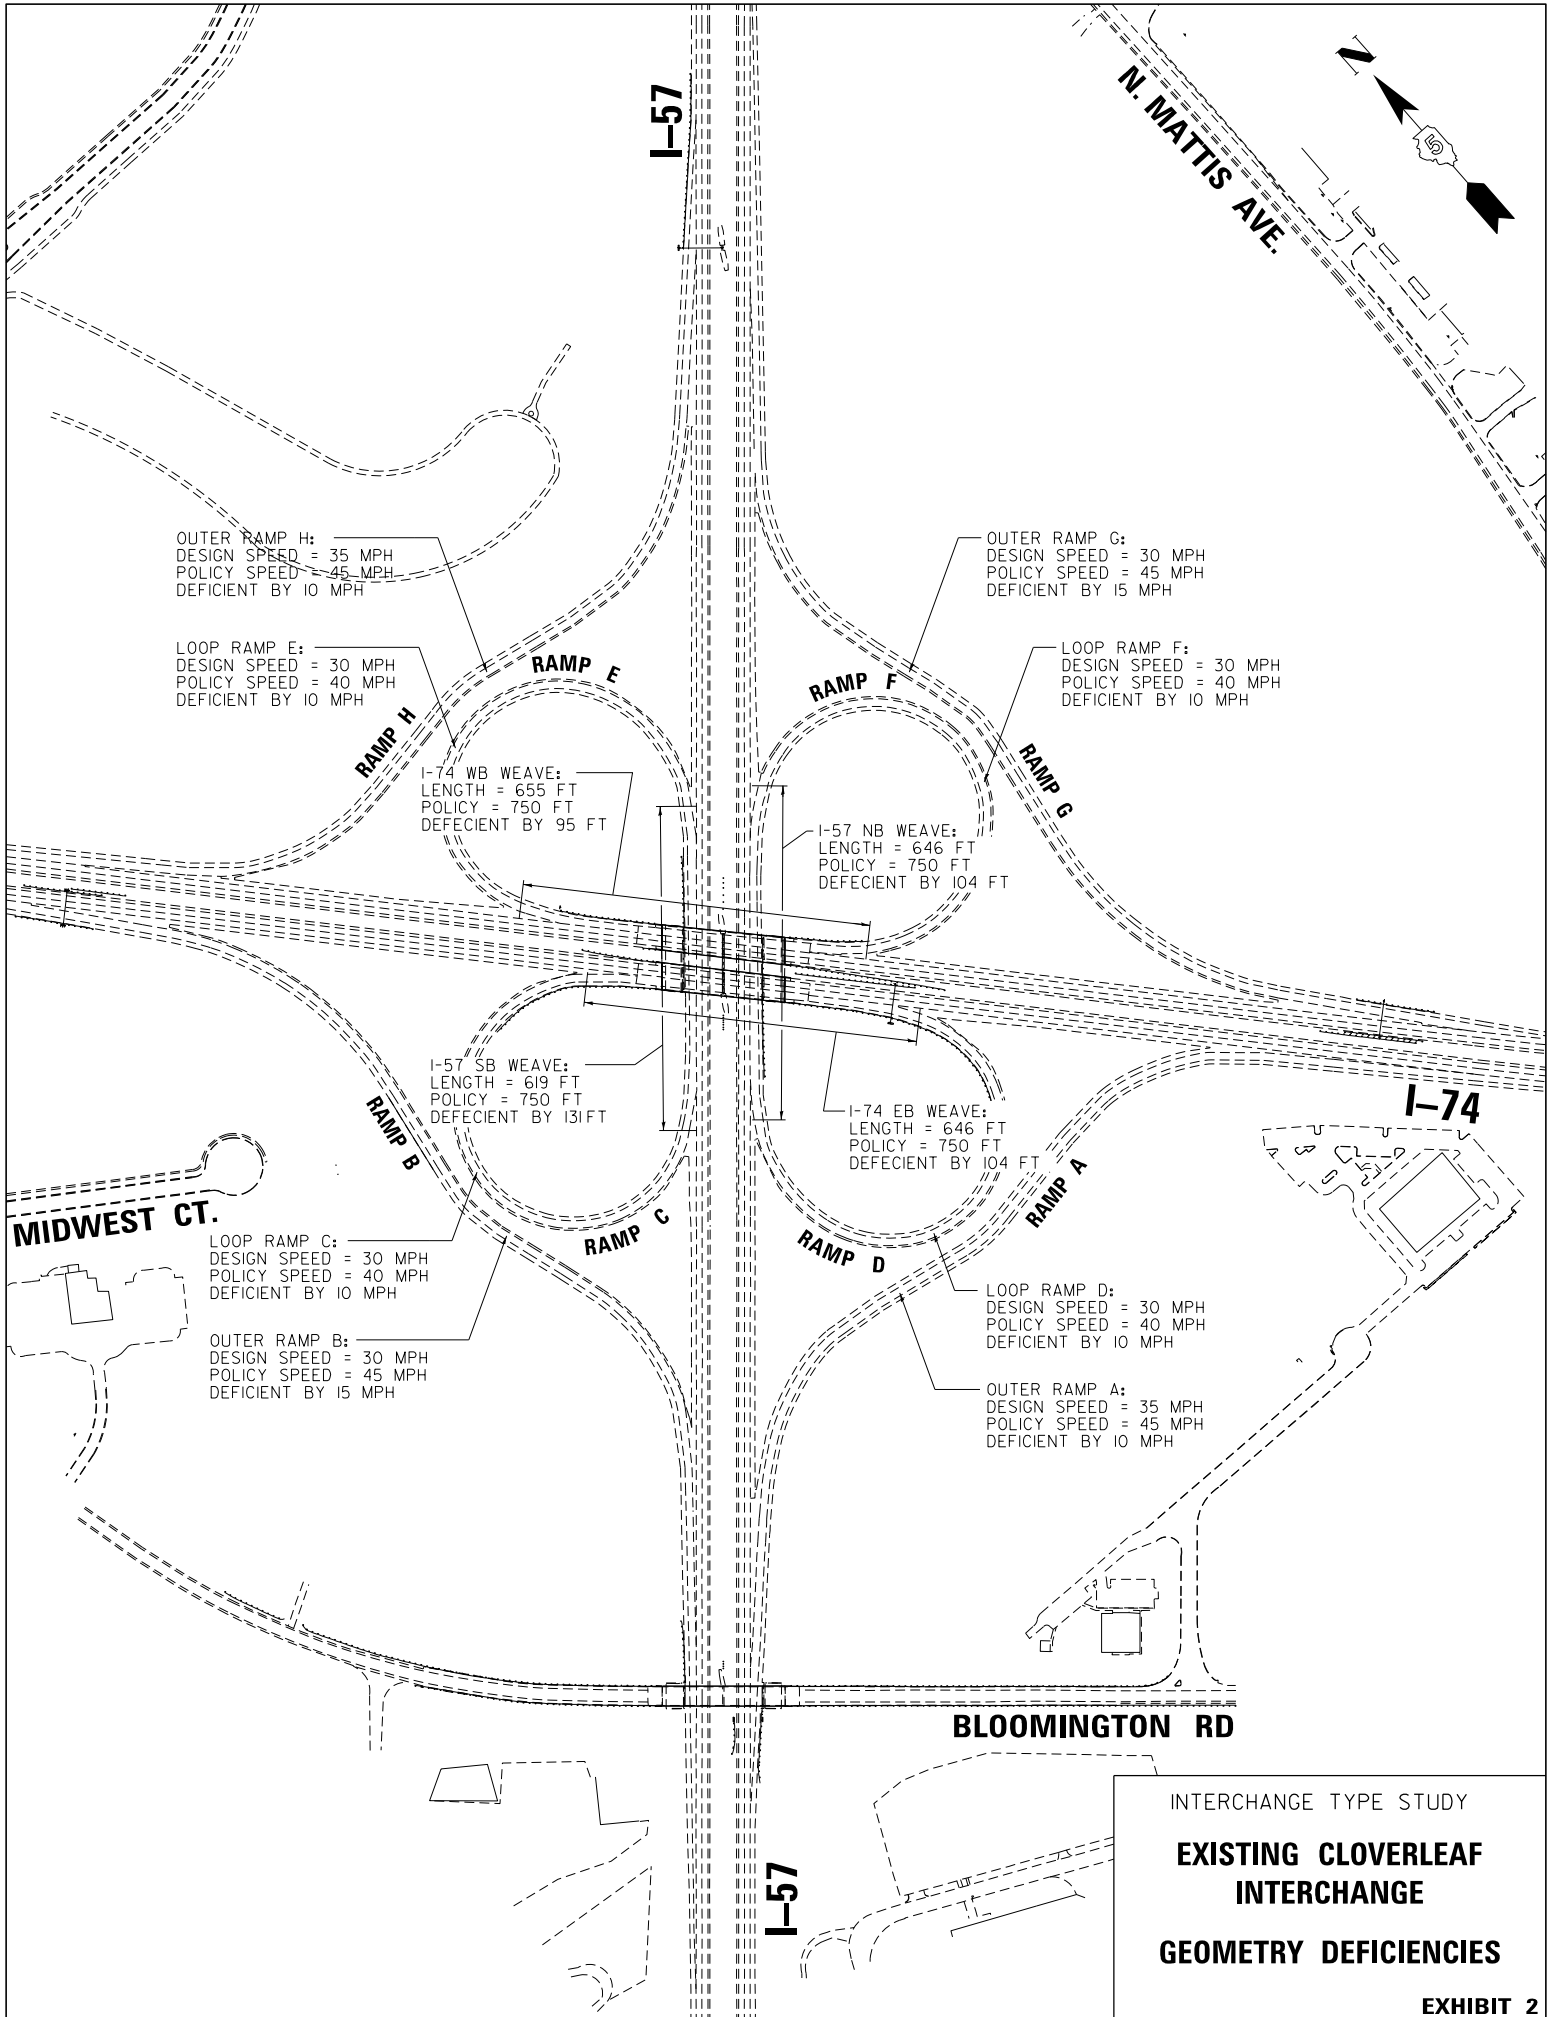 I-57
N. MATTIS AVE.
N
5
OUTER RAMP H:
DESIGN SPEED = 35 MPH
POLICY SPEED = 45 MPH
DEFICIENT BY 10 MPH
OUTER RAMP G:
DESIGN SPEED = 30 MPH
POLICY SPEED = 45 MPH
DEFICIENT BY 15 MPH
LOOP RAMP E:
DESIGN SPEED = 30 MPH
POLICY SPEED = 40 MPH
DEFICIENT BY 10 MPH
LOOP RAMP F:
DESIGN SPEED = 30 MPH
POLICY SPEED = 40 MPH
DEFICIENT BY 10 MPH
RAMP E
RAMP F
RAMP H
RAMP G
I-74 WB WEAVE:
LENGTH = 655 FT
POLICY = 750 FT
DEFECIENT BY 95 FT
I-57 NB WEAVE:
LENGTH = 646 FT
POLICY = 750 FT
DEFECIENT BY 104 FT
I-57 SB WEAVE:
LENGTH = 619 FT
POLICY = 750 FT
DEFECIENT BY 131 FT
I-74 EB WEAVE:
LENGTH = 646 FT
POLICY = 750 FT
DEFECIENT BY 104 FT
I-74
RAMP B
RAMP A
MIDWEST CT.
RAMP C
RAMP D
LOOP RAMP C:
DESIGN SPEED = 30 MPH
POLICY SPEED = 40 MPH
DEFICIENT BY 10 MPH
LOOP RAMP D:
DESIGN SPEED = 30 MPH
POLICY SPEED = 40 MPH
DEFICIENT BY 10 MPH
OUTER RAMP B:
DESIGN SPEED = 30 MPH
POLICY SPEED = 45 MPH
DEFICIENT BY 15 MPH
OUTER RAMP A:
DESIGN SPEED = 35 MPH
POLICY SPEED = 45 MPH
DEFICIENT BY 10 MPH
BLOOMINGTON RD
I-57
INTERCHANGE TYPE STUDY
EXISTING CLOVERLEAF
INTERCHANGE
GEOMETRY DEFICIENCIES
EXHIBIT 2